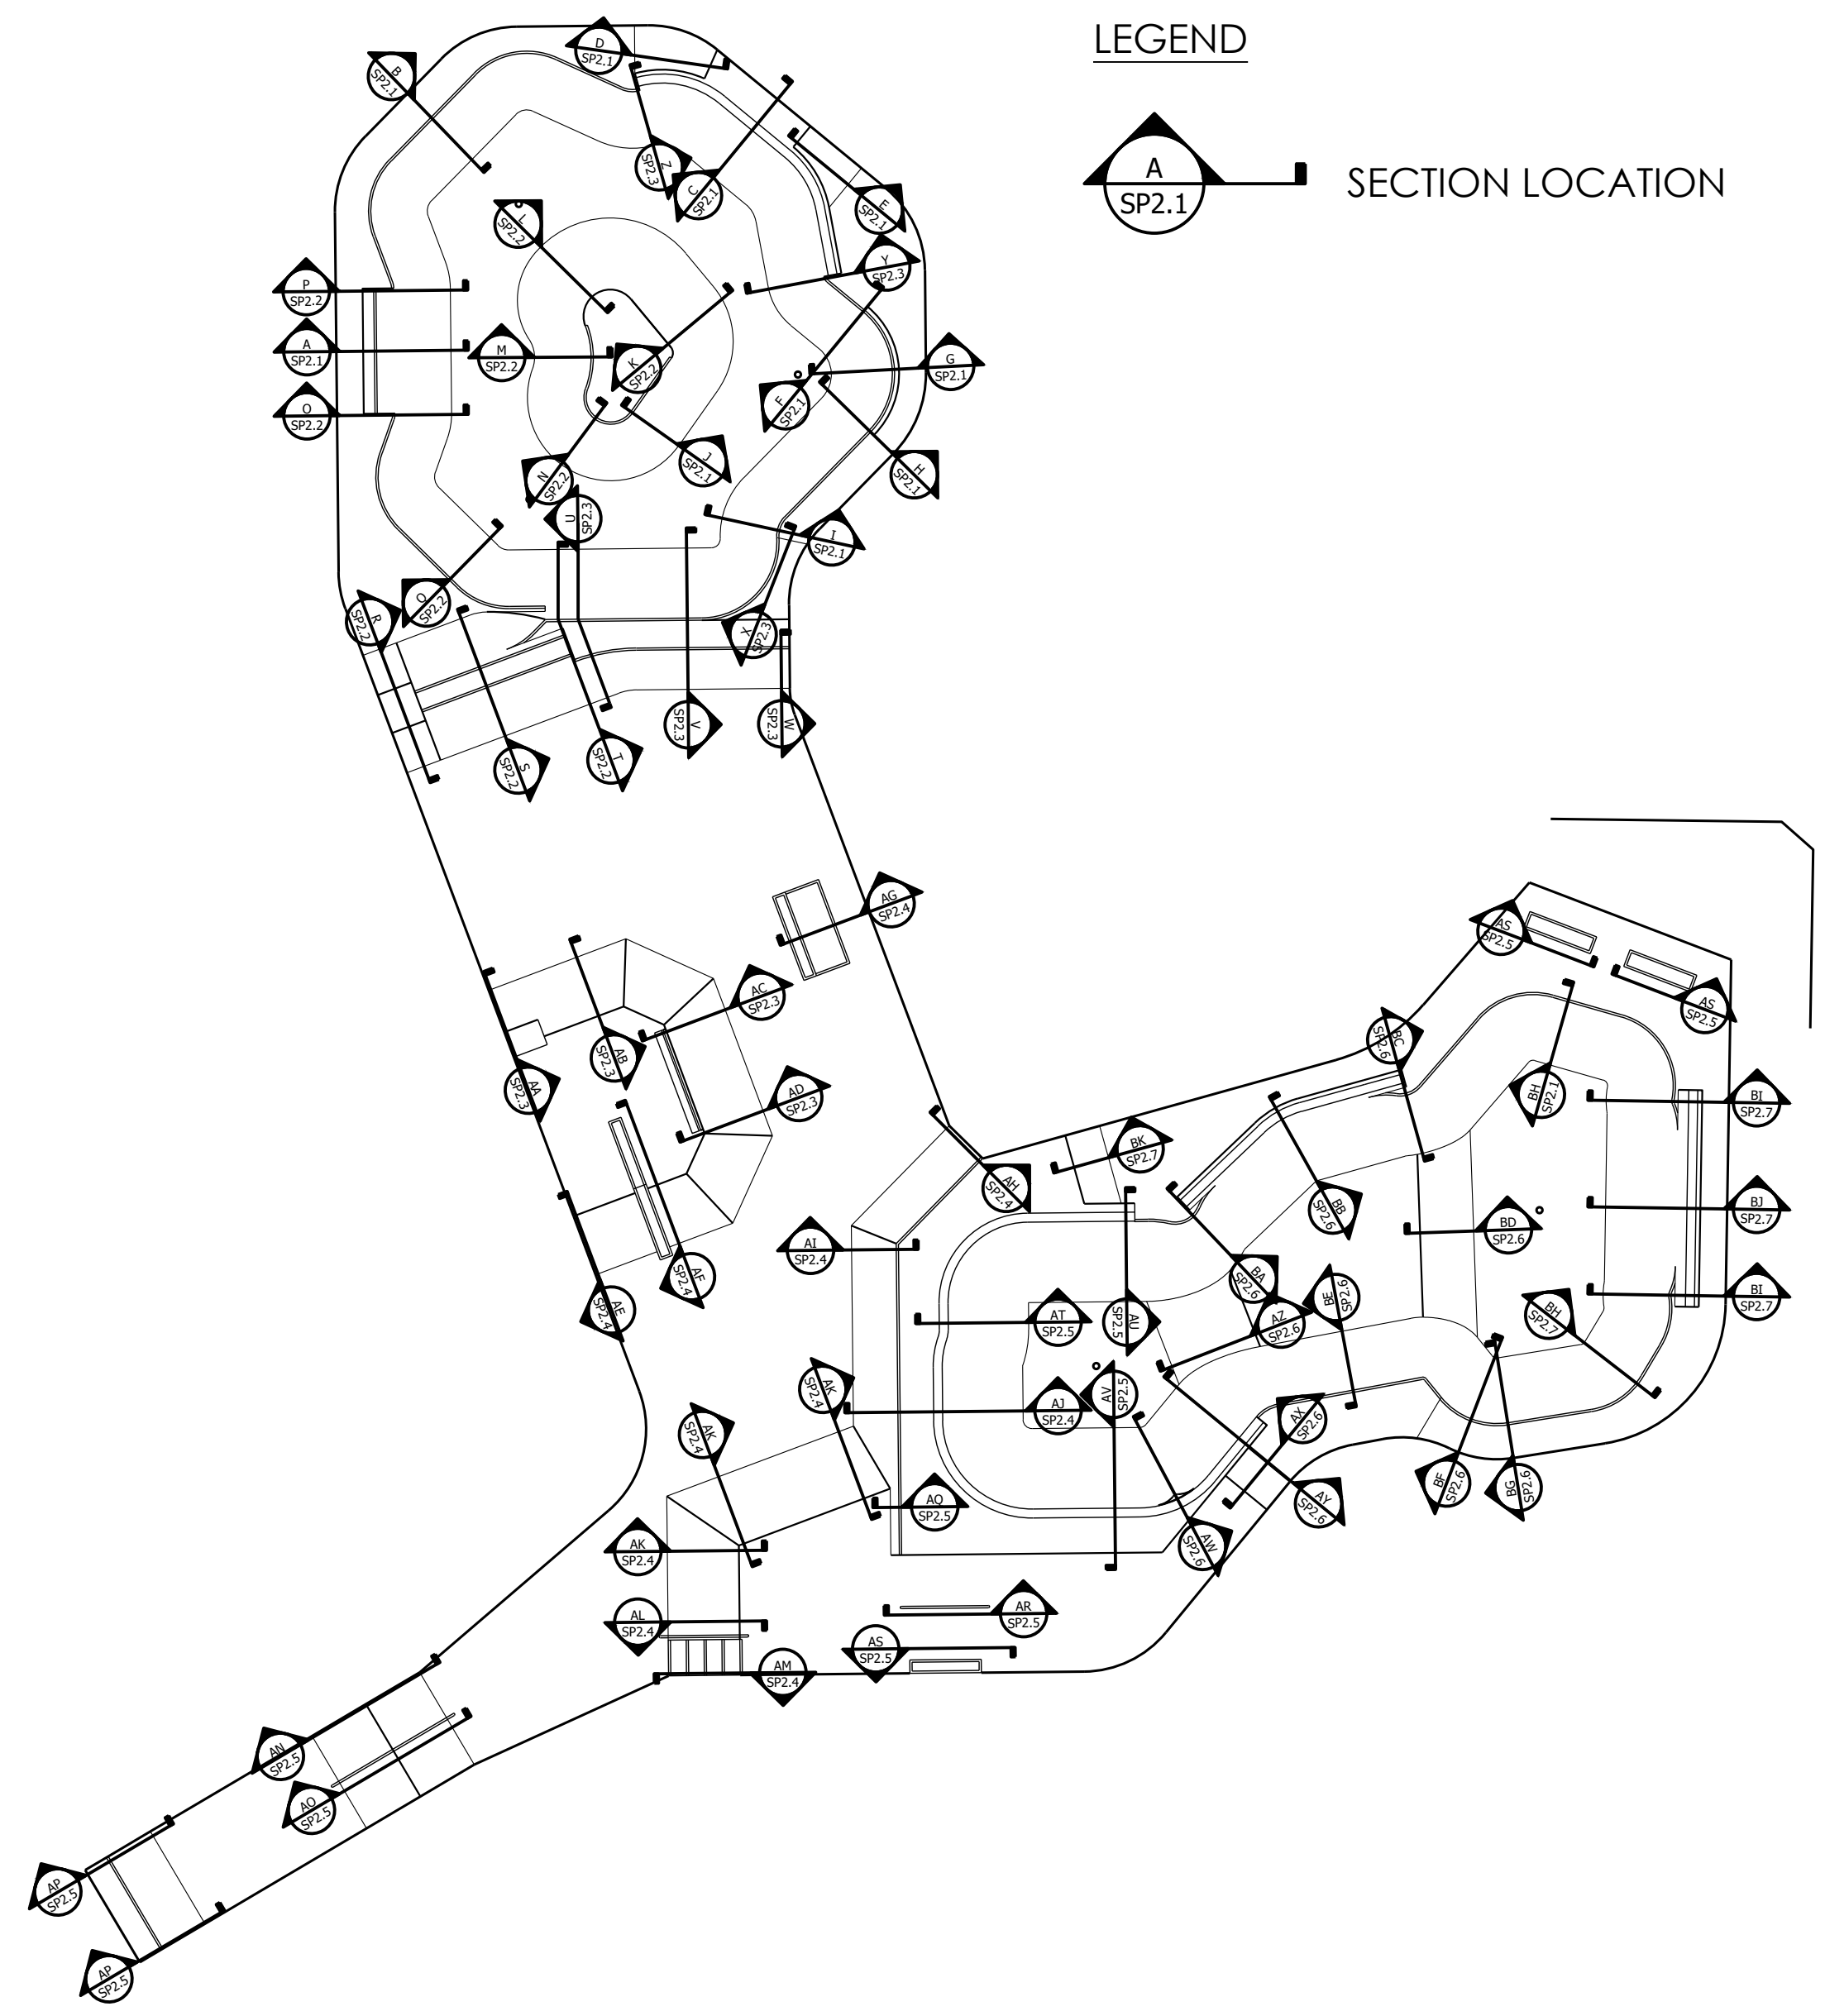 LEGEND
A
SP2.1
SECTION LOCATION
D
SP2.1
B
SP2.1
Z
SP2.3
C
SP2.1
E
SP2.1
L
SP2.2
Y
SP2.3
P
SP2.2
A
SP2.1
M
SP2.2
K
SP2.2
G
SP2.1
F
SP2.1
O
SP2.2
J
SP2.1
H
SP2.1
N
SP2.2
U
SP2.3
I
SP2.1
Q
SP2.2
R
SP2.2
X
SP2.3
S
SP2.2
T
SP2.2
V
SP2.3
W
SP2.3
AG
SP2.4
AS
SP2.5
AC
SP2.3
AS
SP2.5
BC
SP2.6
AB
SP2.3
AA
SP2.3
AD
SP2.3
BH
SP2.1
BI
SP2.7
BK
SP2.7
AH
SP2.4
BB
SP2.6
BJ
SP2.7
BD
SP2.6
AI
SP2.4
BA
SP2.6
AF
SP2.4
BE
SP2.6
BI
SP2.7
AE
SP2.4
AT
SP2.5
AU
SP2.5
AZ
SP2.6
BH
SP2.7
AK
SP2.4
AJ
SP2.4
AV
SP2.5
AX
SP2.6
AK
SP2.4
BF
SP2.6
BG
SP2.6
AQ
SP2.5
AY
SP2.6
AK
SP2.4
AW
SP2.6
AL
SP2.4
AR
SP2.5
AS
SP2.5
AM
SP2.4
AN
SP2.5
AO
SP2.5
AP
SP2.5
AP
SP2.5